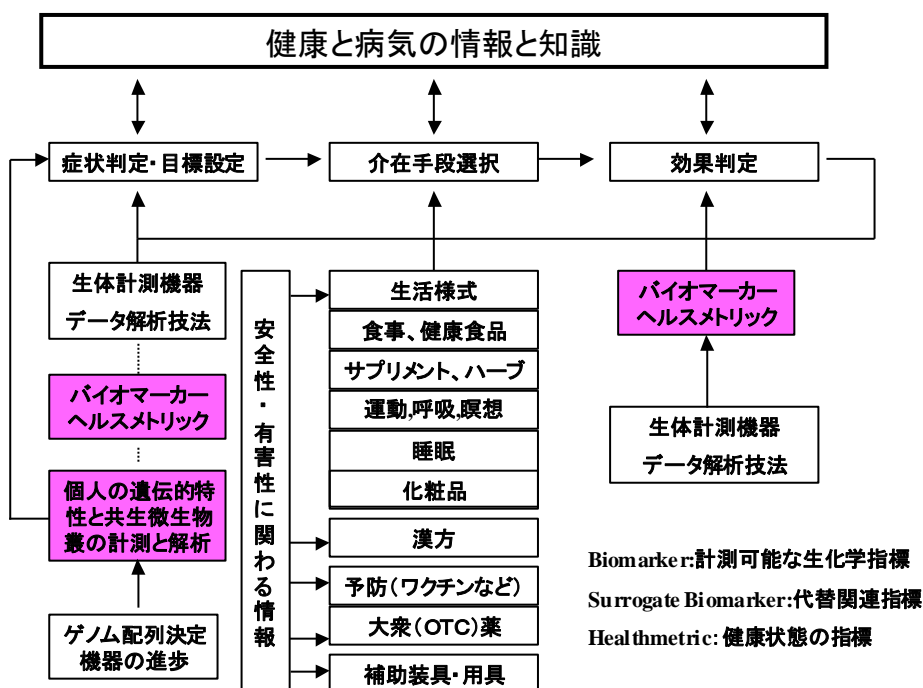 健康と病気の情報と知識
症状判定・目標設定
介在手段選択
効果判定
生体計測機器
データ解析技法
バイオマーカー
ヘルスメトリック
個人の遺伝的特
性と共生微生物
叢の計測と解析
ゲノム配列決定
機器の進歩
安全性・有害性に関わる情報
生活様式
食事、健康食品
サプリメント、ハーブ
運動,呼吸,瞑想
睡眠
化粧品
漢方
予防(ワクチンなど)
大衆(OTC)薬
補助装具・用具
バイオマーカー
ヘルスメトリック
生体計測機器
データ解析技法
Biomarker:計測可能な生化学指標
Surrogate Biomarker:代替関連指標
Healthmetric:健康状態の指標